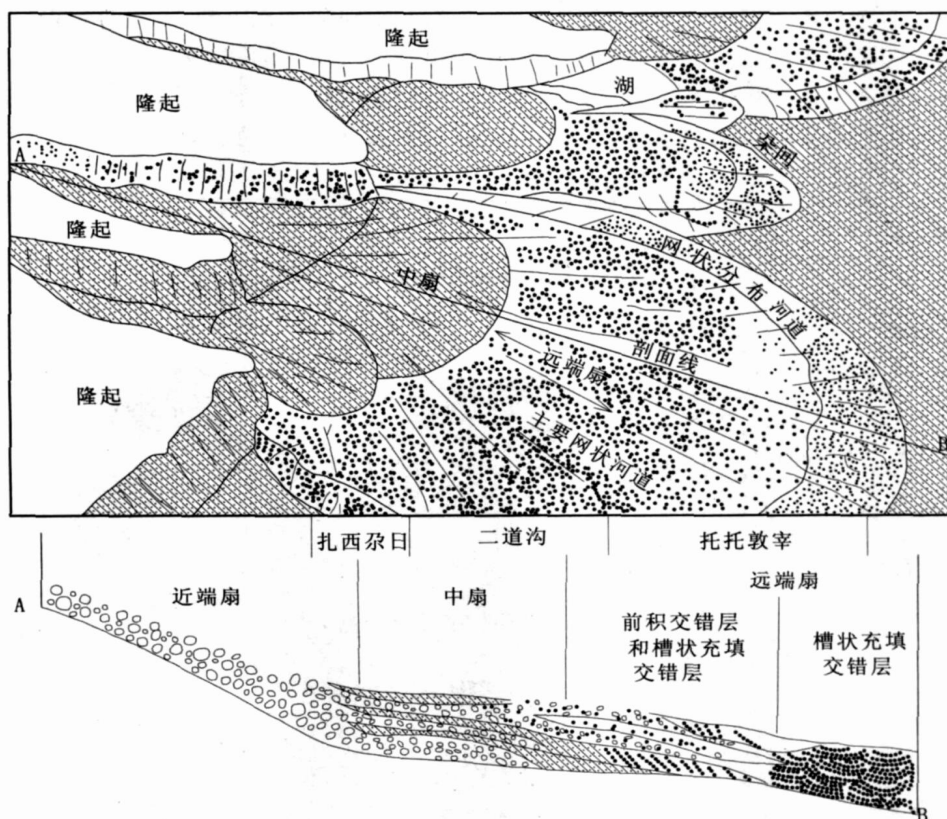 隆起
隆起
湖
A
朵间
隆起
中扇
网状分布河道
剖面线
远端扇
隆起
主要网状河道
B
扎西尕日
二道沟
托托敦宰
A
近端扇
中扇
远端扇
前积交错层
和槽状充填
交错层
槽状充填
交错层
B